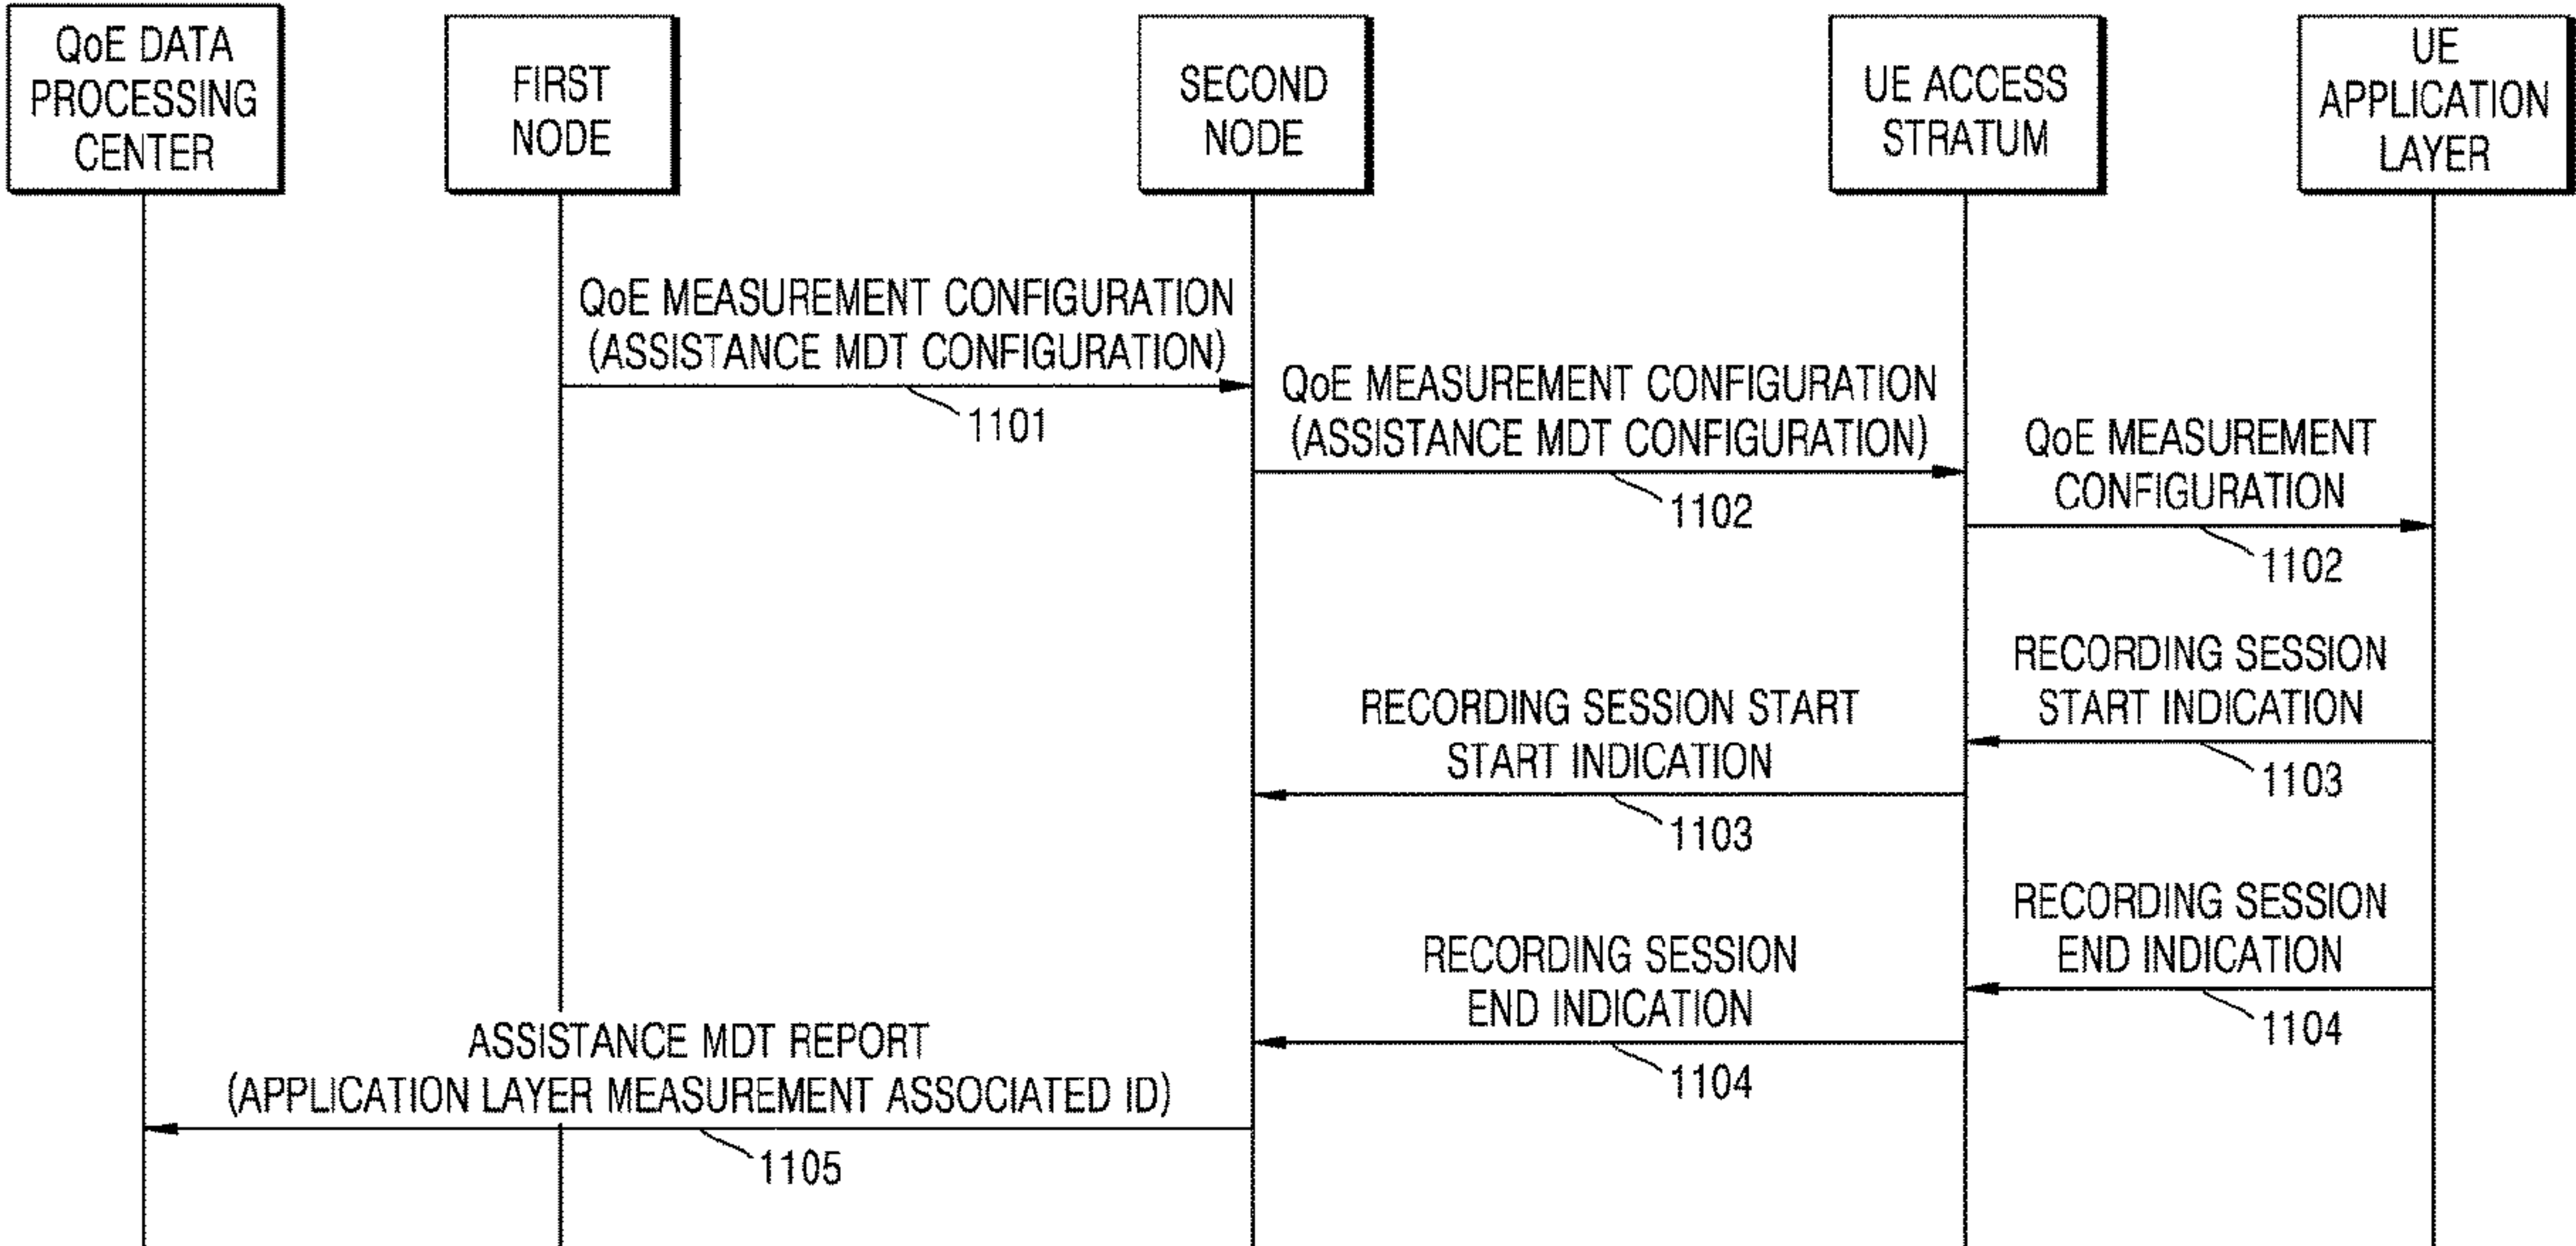 QoE DATA
PROCESSING
CENTER
FIRST
NODE
SECOND
NODE
UE ACCESS
STRATUM
UE
APPLICATION
LAYER
QoE MEASUREMENT CONFIGURATION
(ASSISTANCE MDT CONFIGURATION)
1101
QoE MEASUREMENT CONFIGURATION
(ASSISTANCE MDT CONFIGURATION)
1102
QoE MEASUREMENT
CONFIGURATION
1102
RECORDING SESSION
START INDICATION
1103
RECORDING SESSION START
START INDICATION
1103
RECORDING SESSION
END INDICATION
1104
RECORDING SESSION
END INDICATION
1104
ASSISTANCE MDT REPORT
(APPLICATION LAYER MEASUREMENT ASSOCIATED ID)
1105